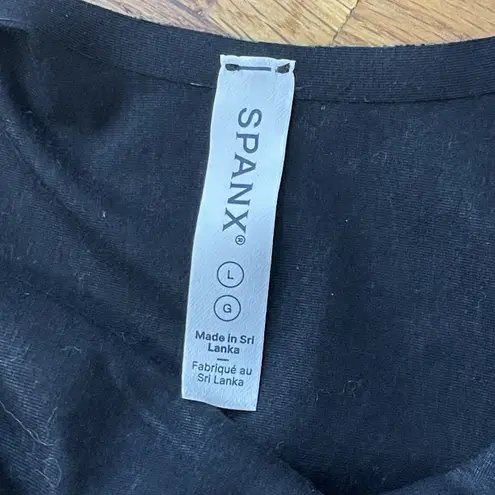 SPANX®
L
G
Made in Sri
Lanka
Fabriqué au
Sri Lanka